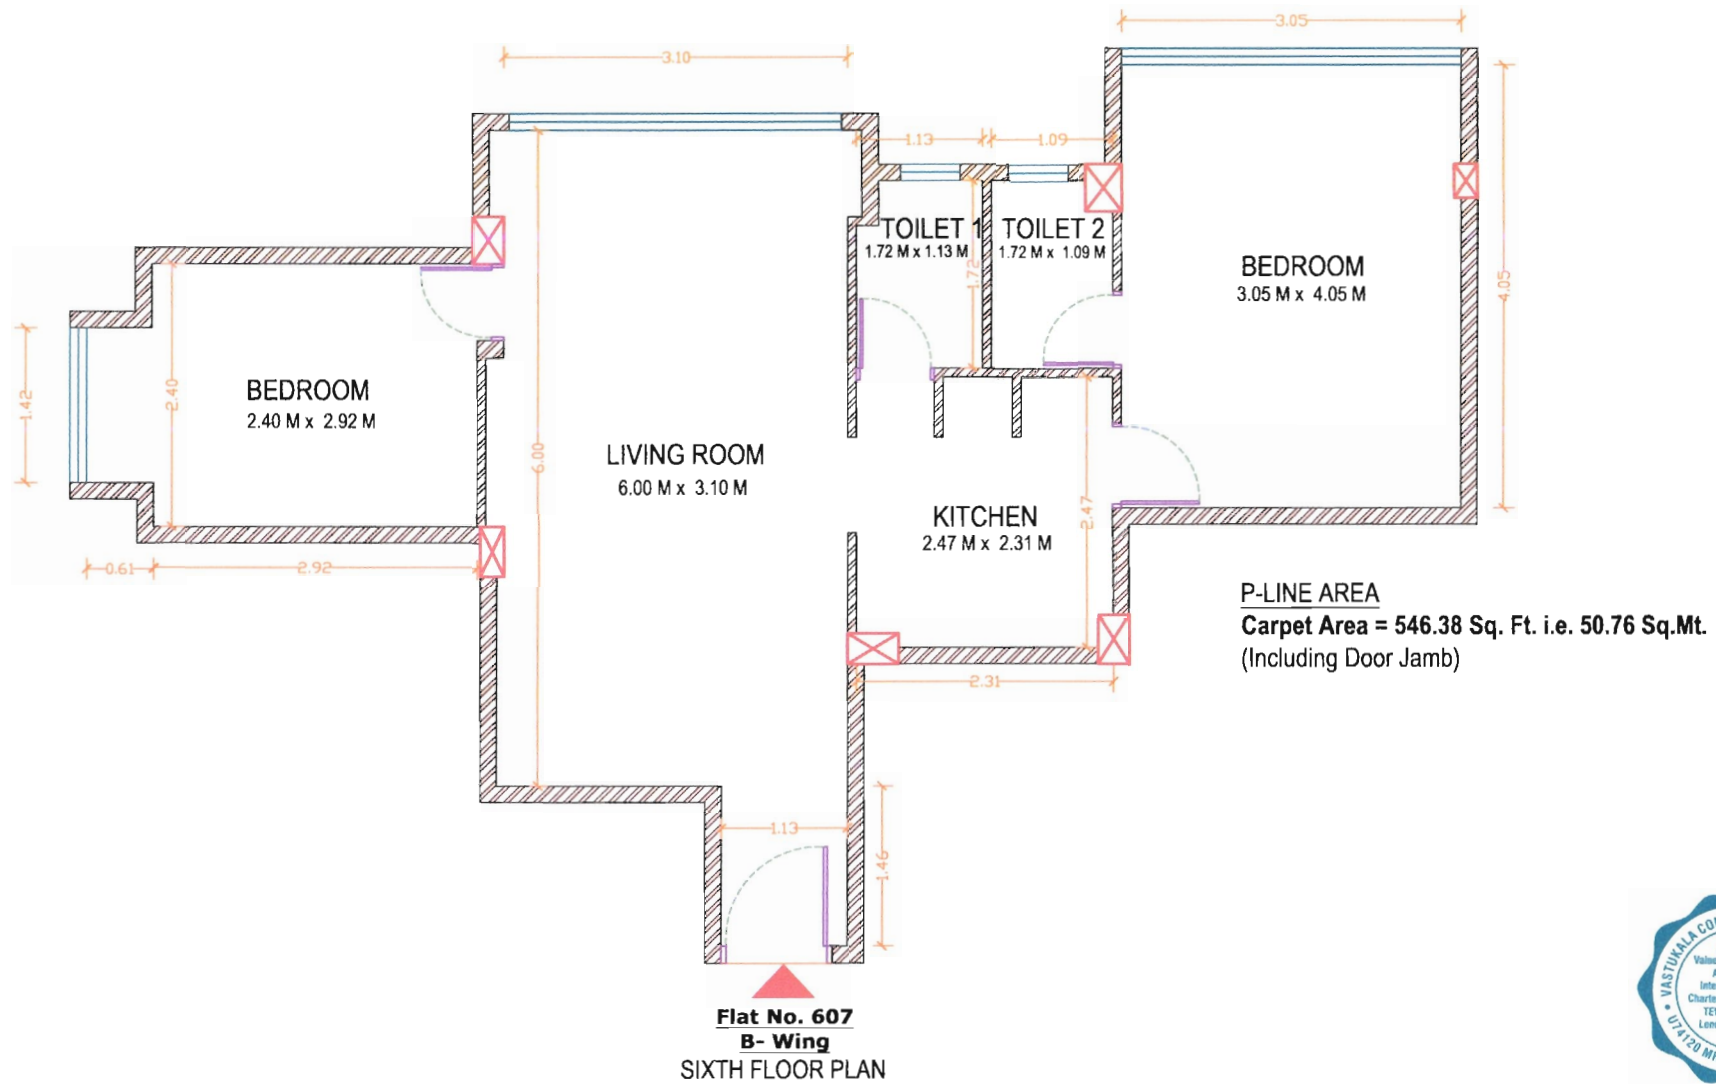 3.05
3.10
1.13
1.09
TOILET 1
1.72 M x 1.13 M
TOILET 2
1.72 M x 1.09 M
1.72
BEDROOM
3.05 M x 4.05 M
4.05
1.42
2.40
BEDROOM
2.40 M x 2.92 M
6.00
LIVING ROOM
6.00 M x 3.10 M
KITCHEN
2.47 M x 2.31 M
2.47
0.61
2.92
2.31
P-LINE AREA
Carpet Area = 546.38 Sq. Ft. i.e. 50.76 Sq.Mt.
(Including Door Jamb)
1.13
1.46
Flat No. 607
B- Wing
SIXTH FLOOR PLAN
VASTUKALA
U74120